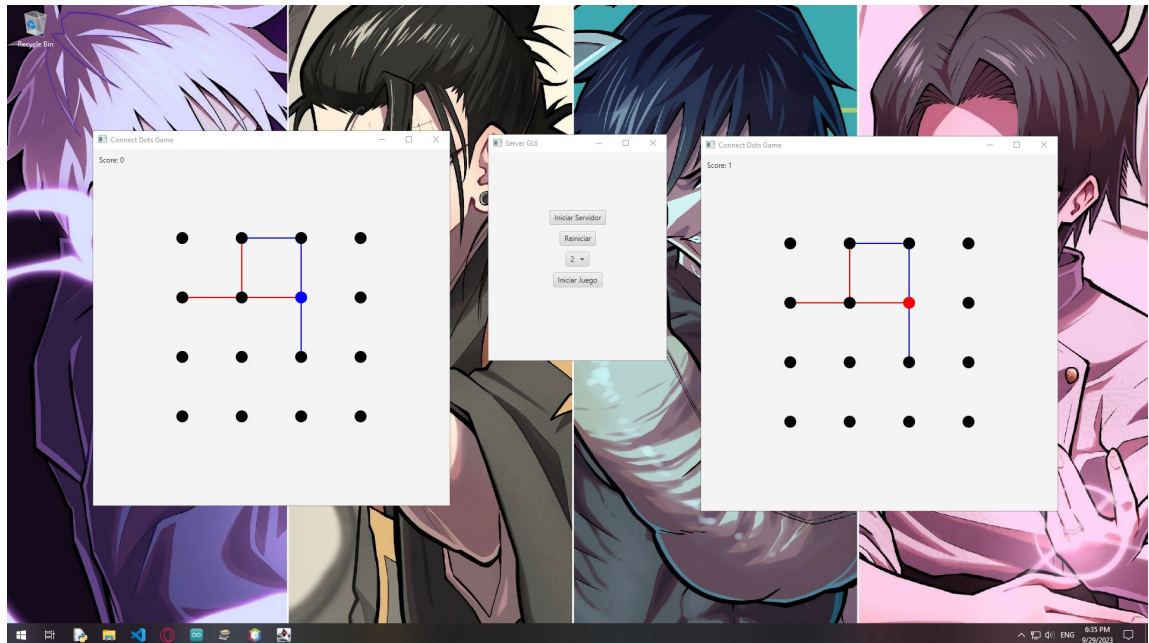 Recycle Bin
Connect Dots Game
Score: 0
Server GUI
Iniciar Servidor
Reiniciar
2
Iniciar Juego
Connect Dots Game
Score: 1
ENG
6:35 PM
9/29/2023